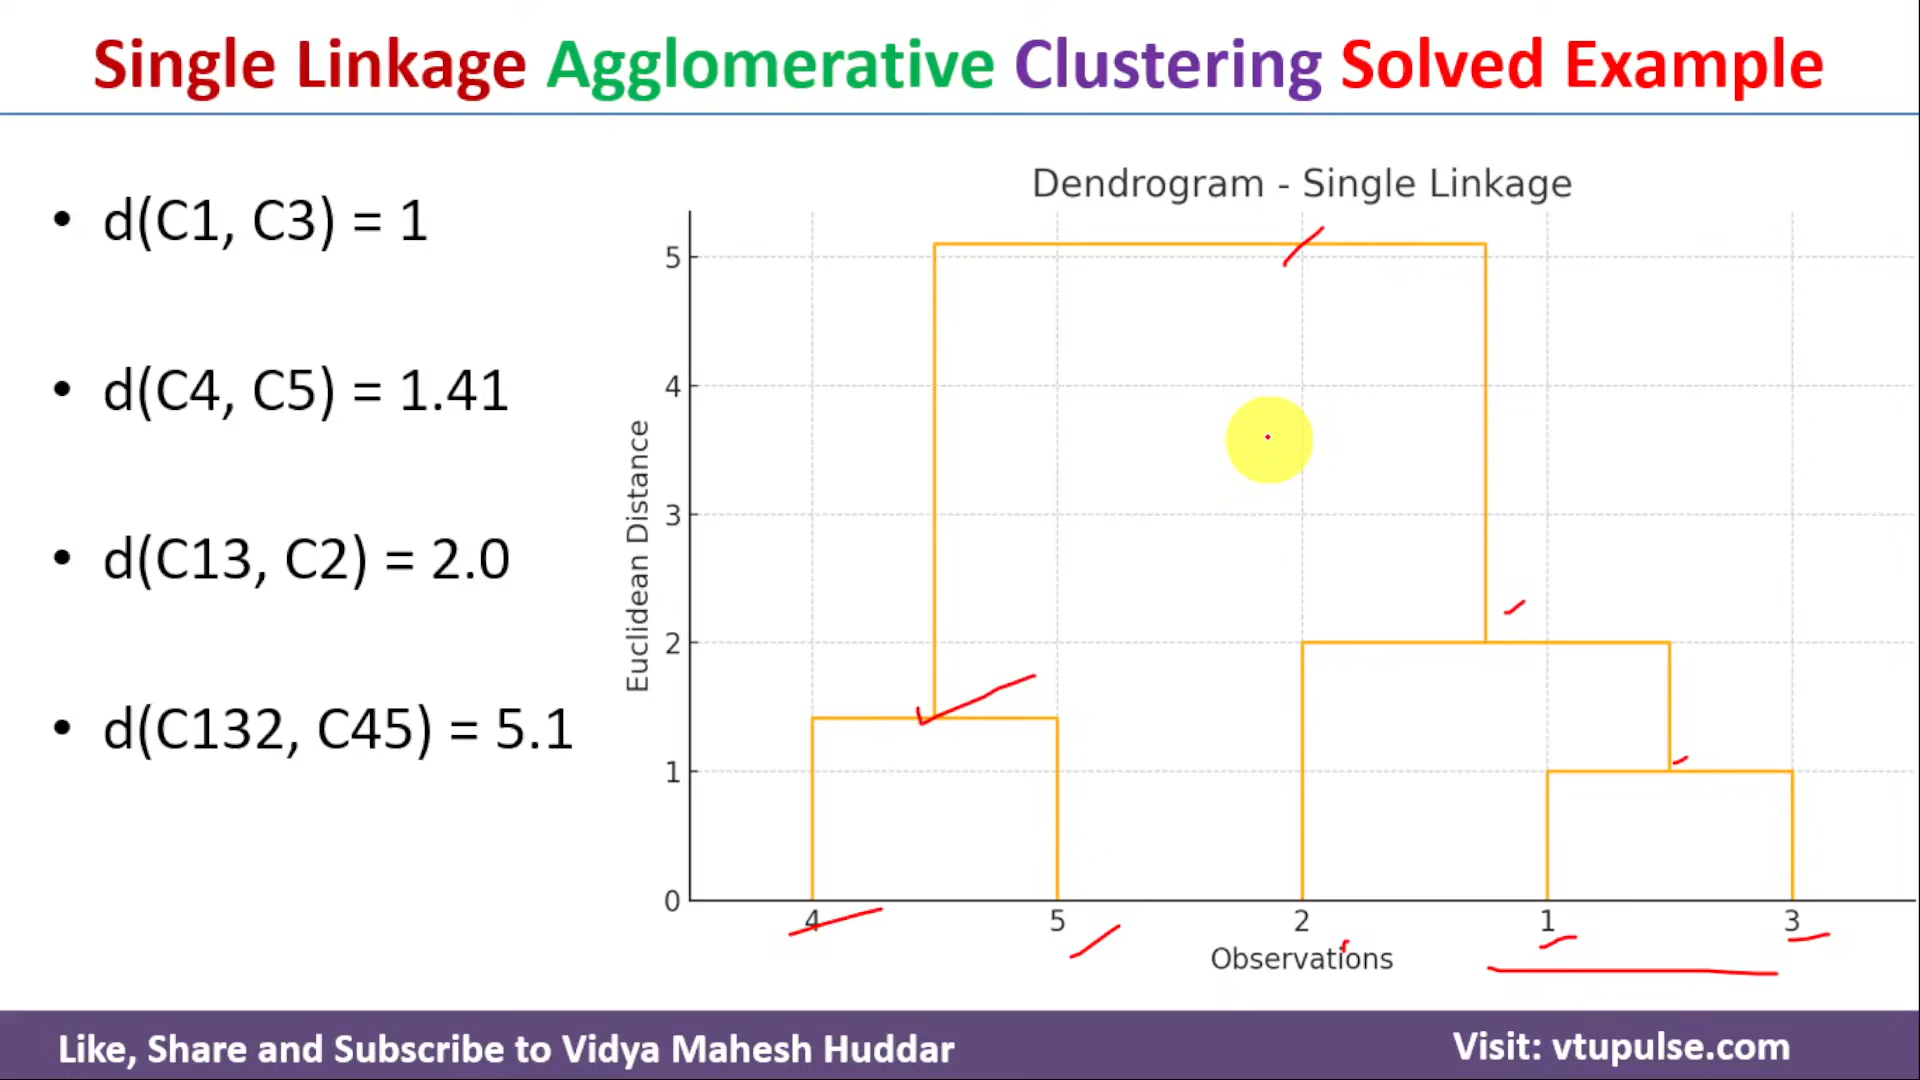 Single Linkage Agglomerative Clustering Solved Example
• d(C1, C3) = 1
• d(C4, C5) = 1.41
• d(C13, C2) = 2.0
• d(C132, C45) = 5.1
Dendrogram - Single Linkage
Euclidean Distance
5
4
3
2
1
0
4 5 2 1 3
Observations
Like, Share and Subscribe to Vidya Mahesh Huddar
Visit: vtupulse.com